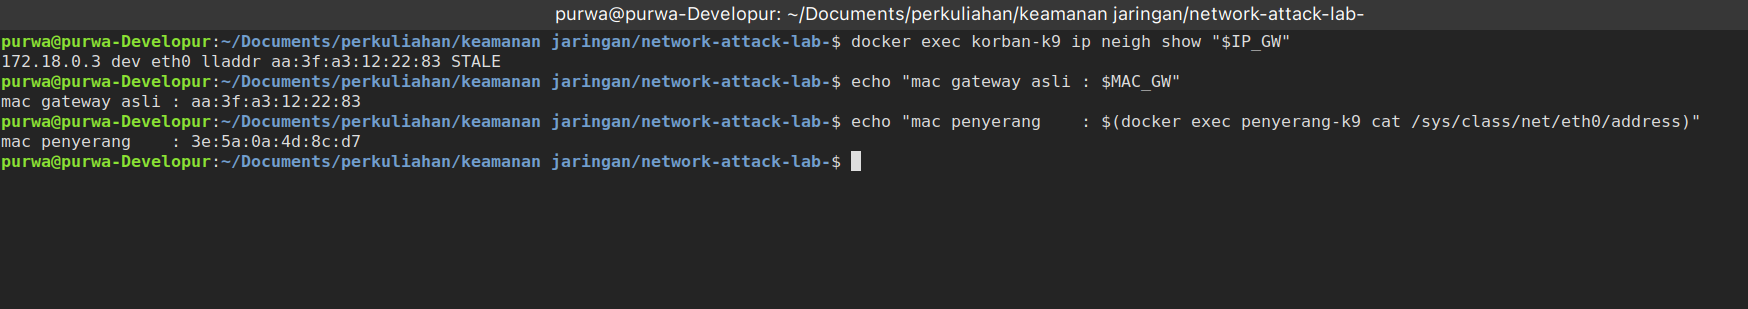 purwa@purwa-Developur: ~/Documents/perkuliahan/keamanan jaringan/network-attack-lab-
purwa@purwa-Developur:~/Documents/perkuliahan/keamanan jaringan/network-attack-lab-$ docker exec korban-k9 ip neigh show "$IP_GW"
172.18.0.3 dev eth0 lladdr aa:3f:a3:12:22:83 STALE
purwa@purwa-Developur:~/Documents/perkuliahan/keamanan jaringan/network-attack-lab-$ echo "mac gateway asli : $MAC_GW"
mac gateway asli : aa:3f:a3:12:22:83
purwa@purwa-Developur:~/Documents/perkuliahan/keamanan jaringan/network-attack-lab-$ echo "mac penyerang    : $(docker exec penyerang-k9 cat /sys/class/net/eth0/address)"
mac penyerang    : 3e:5a:0a:4d:8c:d7
purwa@purwa-Developur:~/Documents/perkuliahan/keamanan jaringan/network-attack-lab-$